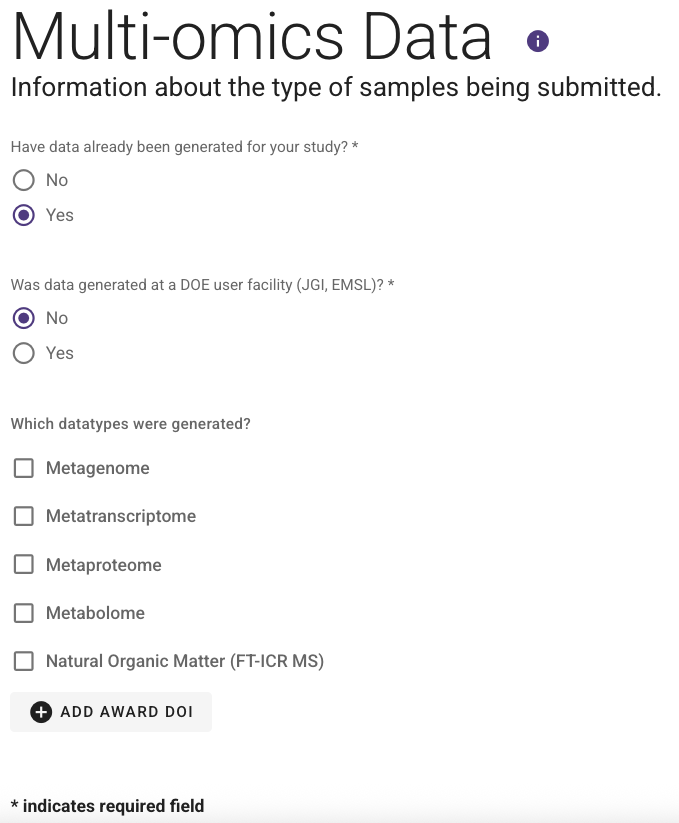 Multi-omics Data
Information about the type of samples being submitted.
Have data already been generated for your study? *
No
Yes
Was data generated at a DOE user facility (JGI, EMSL)? *
No
Yes
Which datatypes were generated?
Metagenome
Metatranscriptome
Metaproteome
Metabolome
Natural Organic Matter (FT-ICR MS)
ADD AWARD DOI
* indicates required field